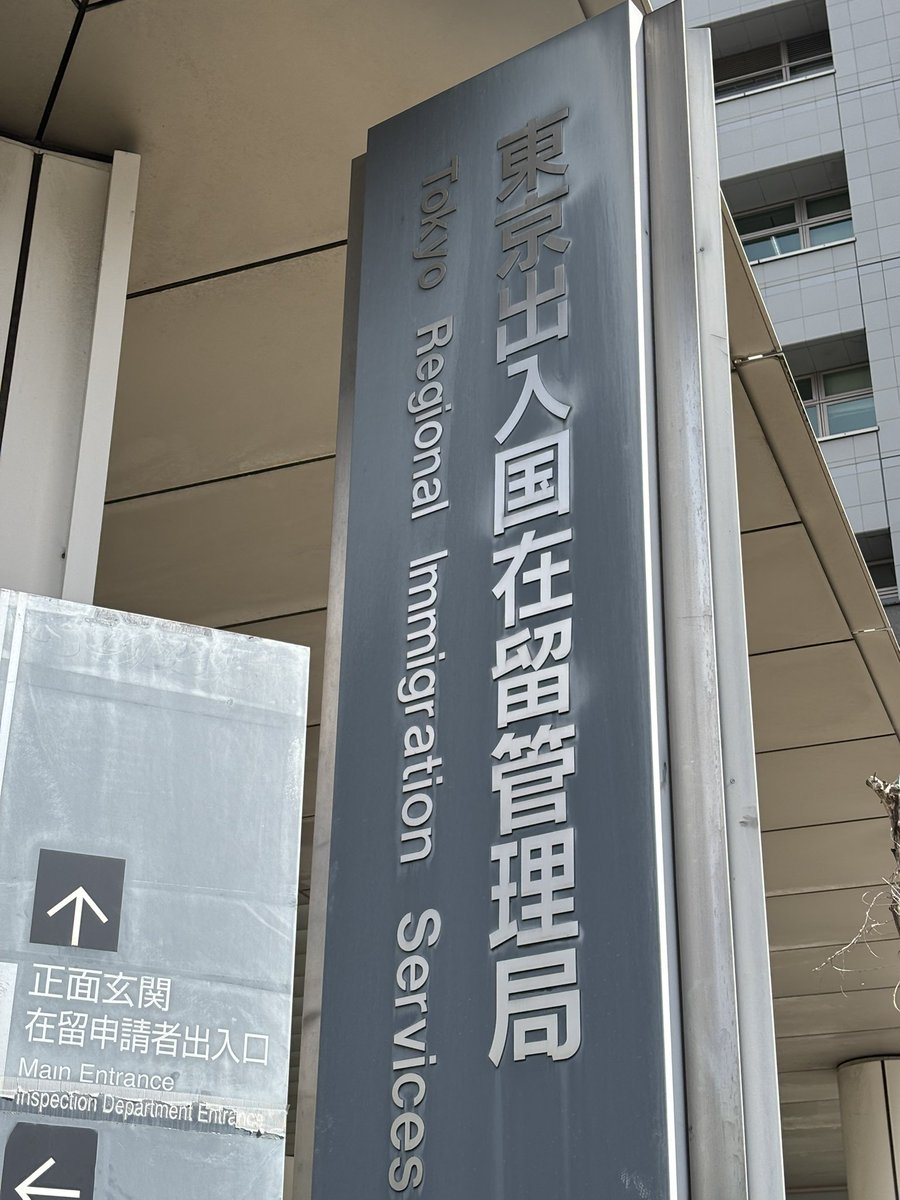 東京出入国在留管理局
Tokyo Regional Immigration Services
正面玄関
在留申請者出入口
Main Entrance
Inspection Department Entrance